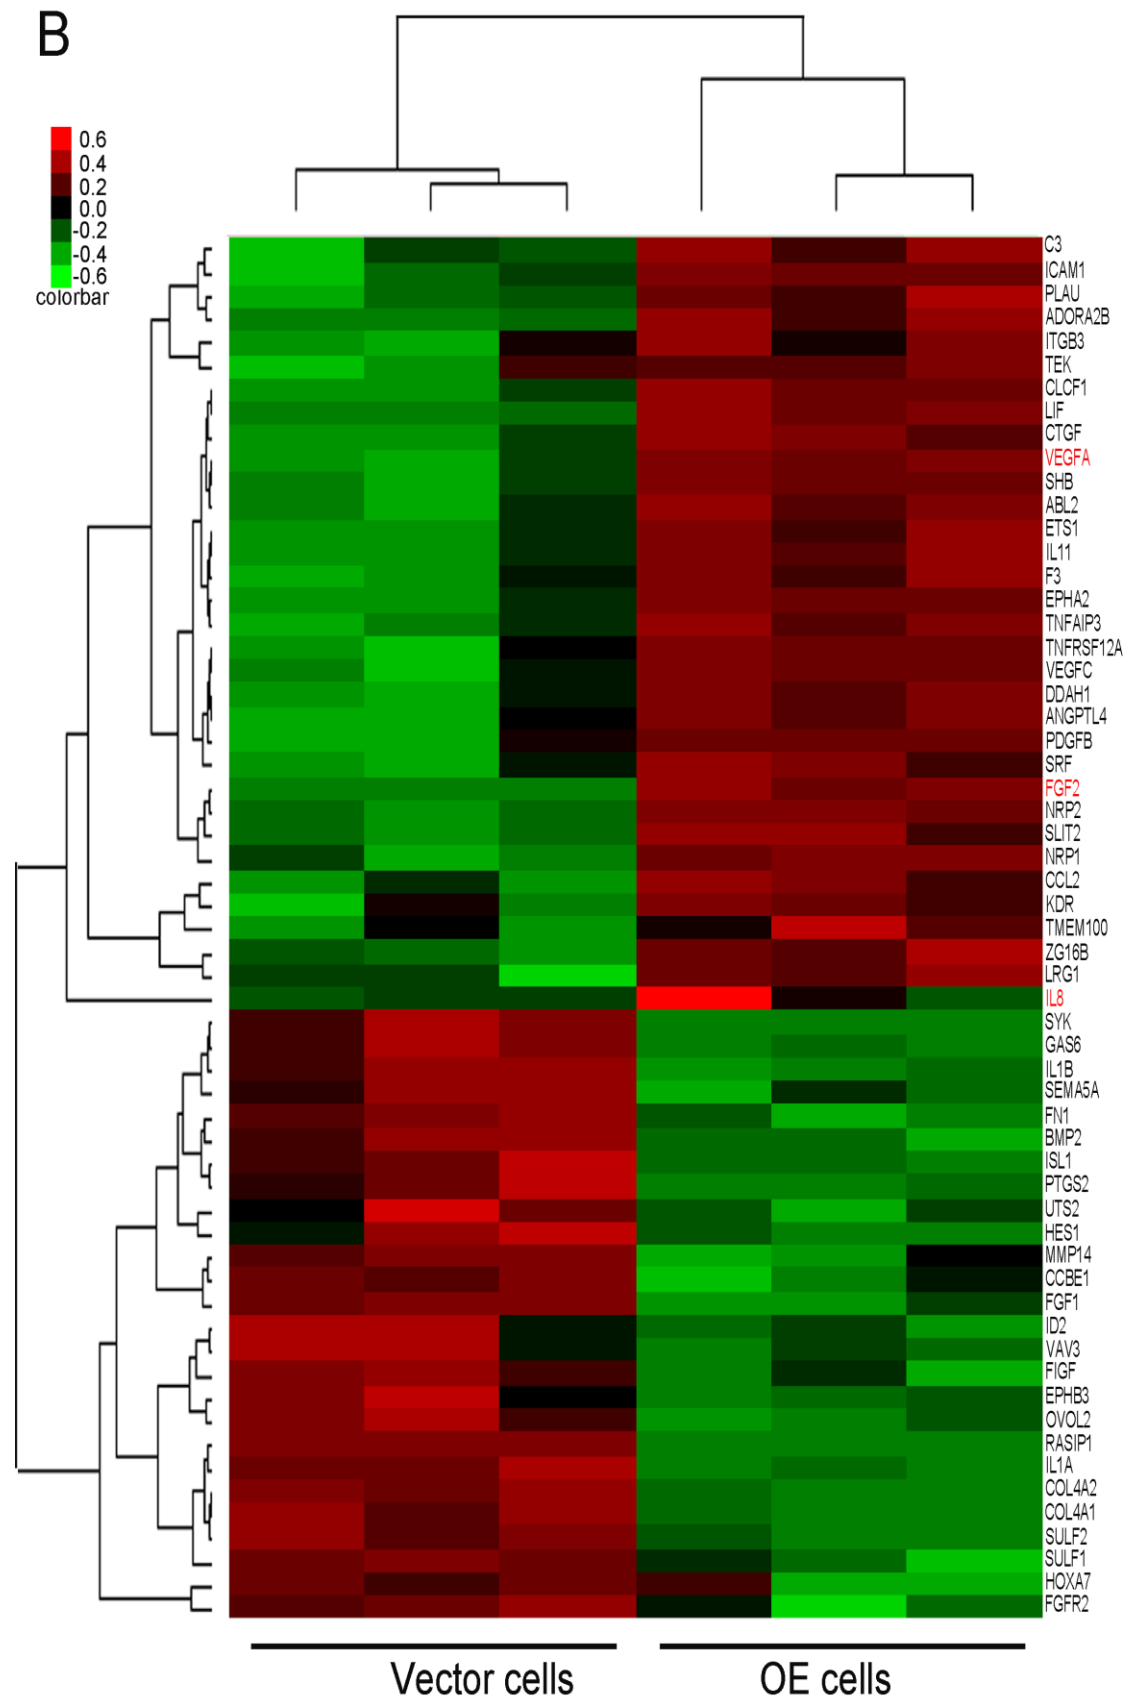 B
0.6
0.4
0.2
0.0
-0.2
-0.4
-0.6
colorbar
C3
ICAM1
PLAU
ADORA2B
ITGB3
TEK
CLCF1
LIF
CTGF
VEGFA
SHB
ABL2
ETS1
IL11
F3
EPHA2
TNFAIP3
TNFRSF12A
VEGFC
DDAH1
ANGPTL4
PDGFB
SRF
FGF2
NRP2
SLIT2
NRP1
CCL2
KDR
TMEM100
ZG16B
LRG1
IL8
SYK
GAS6
IL1B
SEMA5A
FN1
BMP2
ISL1
PTGS2
UTS2
HES1
MMP14
CCBE1
FGF1
ID2
VAV3
FIGF
EPHB3
OVOL2
RASIP1
IL1A
COL4A2
COL4A1
SULF2
SULF1
HOXA7
FGFR2
Vector cells
OE cells